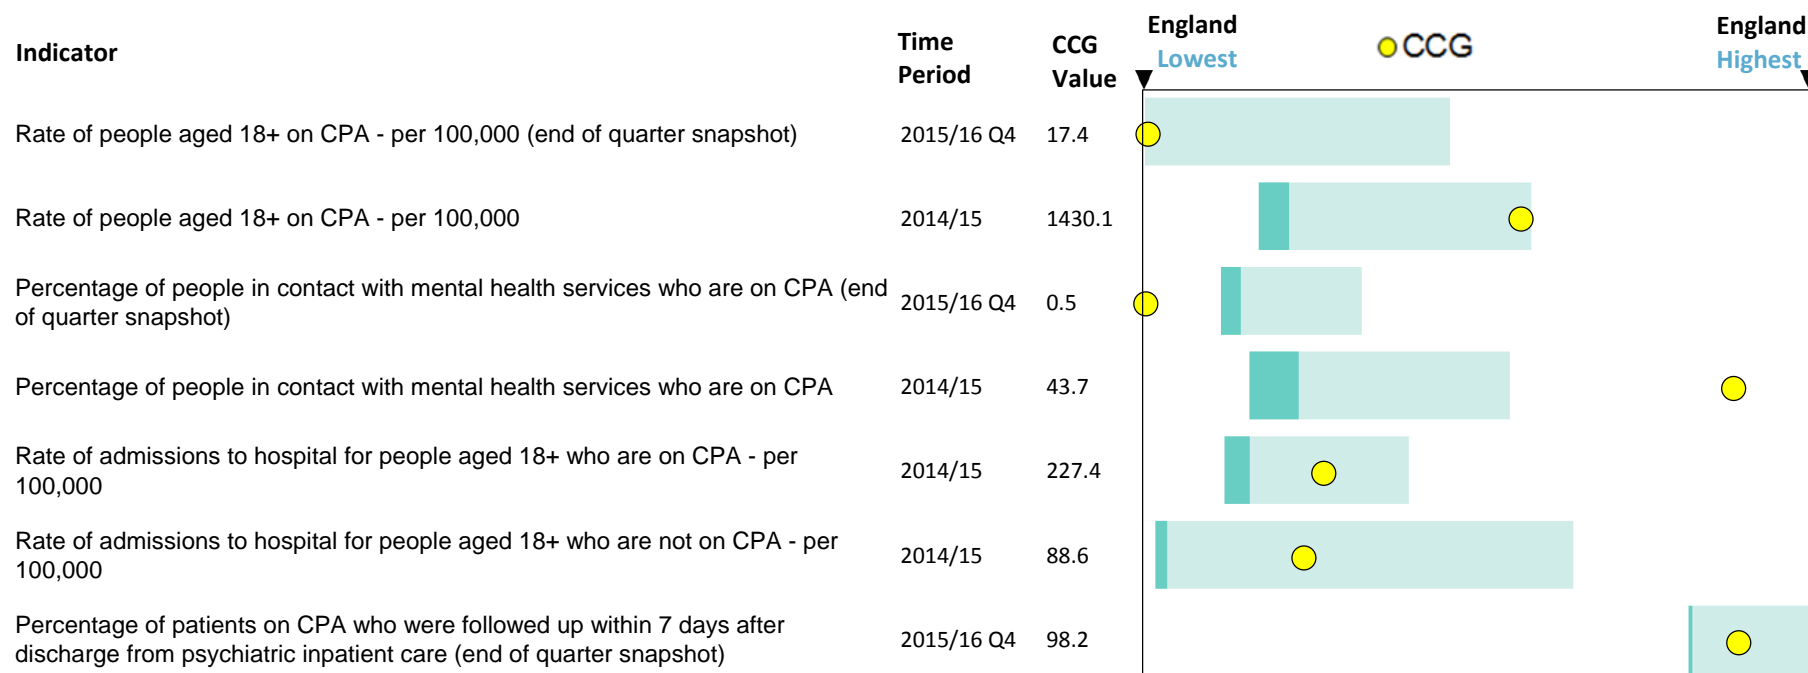 Indicator
Time Period
CCG Value
England Lowest
CCG
England Highest
Rate of people aged 18+ on CPA - per 100,000 (end of quarter snapshot) 2015/16 Q4 17.4
Rate of people aged 18+ on CPA - per 100,000 2014/15 1430.1
Percentage of people in contact with mental health services who are on CPA (end
of quarter snapshot) 2015/16 Q4 0.5
Percentage of people in contact with mental health services who are on CPA 2014/15 43.7
Rate of admissions to hospital for people aged 18+ who are on CPA - per
100,000 2014/15 227.4
Rate of admissions to hospital for people aged 18+ who are not on CPA - per
100,000 2014/15 88.6
Percentage of patients on CPA who were followed up within 7 days after
discharge from psychiatric inpatient care (end of quarter snapshot) 2015/16 Q4 98.2